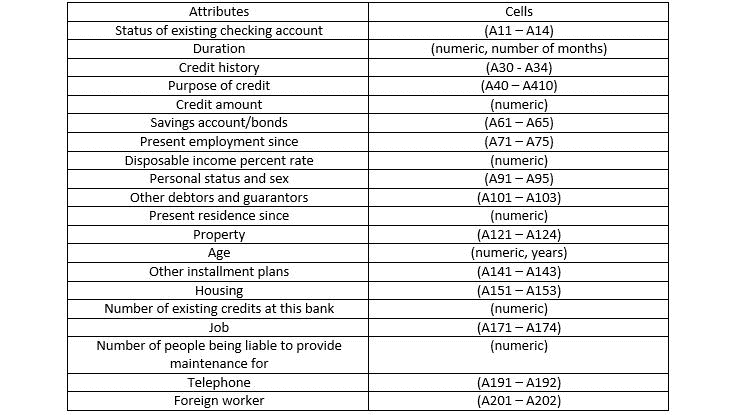 Attributes Cells
Status of existing checking account (A11 – A14)
Duration (numeric, number of months)
Credit history (A30 - A34)
Purpose of credit (A40 – A410)
Credit amount (numeric)
Savings account/bonds (A61 – A65)
Present employment since (A71 – A75)
Disposable income percent rate (numeric)
Personal status and sex (A91 – A95)
Other debtors and guarantors (A101 – A103)
Present residence since (numeric)
Property (A121 – A124)
Age (numeric, years)
Other installment plans (A141 – A143)
Housing (A151 – A153)
Number of existing credits at this bank (numeric)
Job (A171 – A174)
Number of people being liable to provide (numeric)
maintenance for
Telephone (A191 – A192)
Foreign worker (A201 – A202)